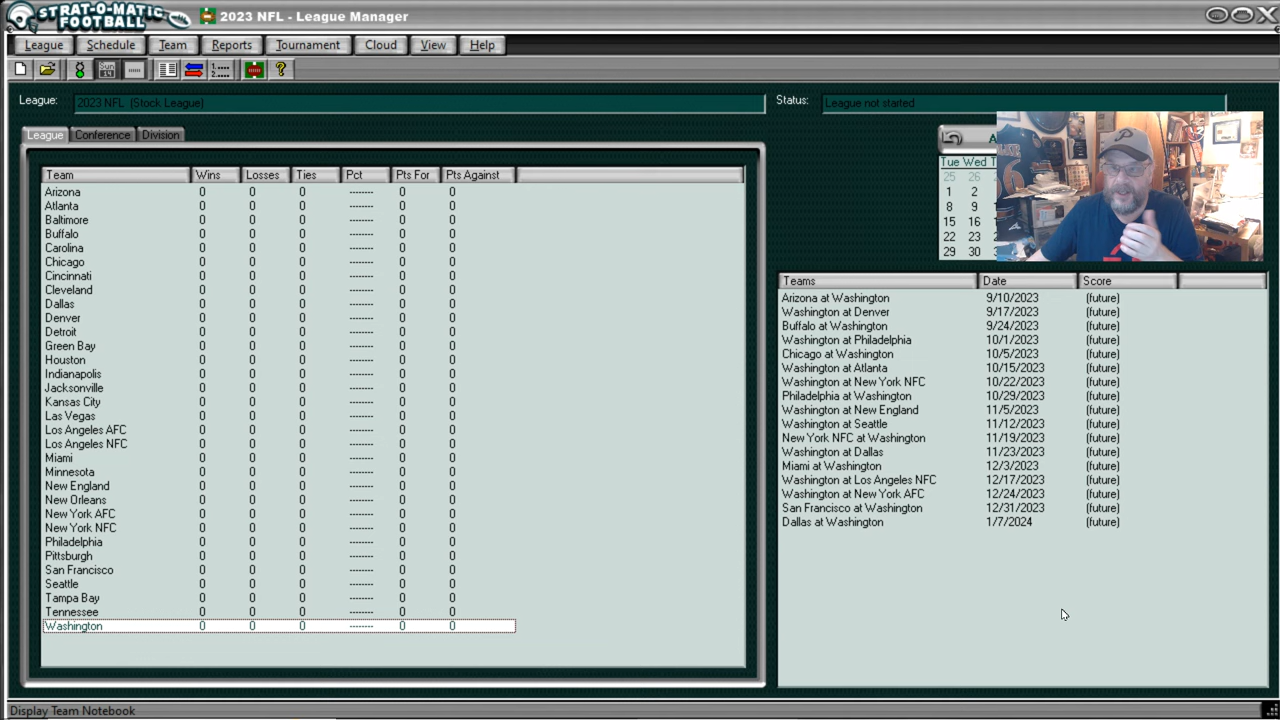 STRAT-O-MATIC FOOTBALL
2023 NFL - League Manager
League Schedule Team Reports Tournament Cloud View Help
League: 2023 NFL (Stock League)
Status: League not started
League Conference Division
Team Wins Losses Ties Pct Pts For Pts Against
Arizona 0 0 0 -------- 0 0
Atlanta 0 0 0 -------- 0 0
Baltimore 0 0 0 -------- 0 0
Buffalo 0 0 0 -------- 0 0
Carolina 0 0 0 -------- 0 0
Chicago 0 0 0 -------- 0 0
Cincinnati 0 0 0 -------- 0 0
Cleveland 0 0 0 -------- 0 0
Dallas 0 0 0 -------- 0 0
Denver 0 0 0 -------- 0 0
Detroit 0 0 0 -------- 0 0
Green Bay 0 0 0 -------- 0 0
Houston 0 0 0 -------- 0 0
Indianapolis 0 0 0 -------- 0 0
Jacksonville 0 0 0 -------- 0 0
Kansas City 0 0 0 -------- 0 0
Las Vegas 0 0 0 -------- 0 0
Los Angeles AFC 0 0 0 -------- 0 0
Los Angeles NFC 0 0 0 -------- 0 0
Miami 0 0 0 -------- 0 0
Minnesota 0 0 0 -------- 0 0
New England 0 0 0 -------- 0 0
New Orleans 0 0 0 -------- 0 0
New York AFC 0 0 0 -------- 0 0
New York NFC 0 0 0 -------- 0 0
Philadelphia 0 0 0 -------- 0 0
Pittsburgh 0 0 0 -------- 0 0
San Francisco 0 0 0 -------- 0 0
Seattle 0 0 0 -------- 0 0
Tampa Bay 0 0 0 -------- 0 0
Tennessee 0 0 0 -------- 0 0
Washington 0 0 0 -------- 0 0
Tue Wed T
25 26
1 2
8 9
15 16
22 23
29 30
Teams Date Score
Arizona at Washington 9/10/2023 (future)
Washington at Denver 9/17/2023 (future)
Buffalo at Washington 9/24/2023 (future)
Washington at Philadelphia 10/1/2023 (future)
Chicago at Washington 10/5/2023 (future)
Washington at Atlanta 10/15/2023 (future)
Washington at New York NFC 10/22/2023 (future)
Philadelphia at Washington 10/29/2023 (future)
Washington at New England 11/5/2023 (future)
Washington at Seattle 11/12/2023 (future)
New York NFC at Washington 11/19/2023 (future)
Washington at Dallas 11/23/2023 (future)
Miami at Washington 12/3/2023 (future)
Washington at Los Angeles NFC 12/17/2023 (future)
Washington at New York AFC 12/24/2023 (future)
San Francisco at Washington 12/31/2023 (future)
Dallas at Washington 1/7/2024 (future)
Display Team Notebook